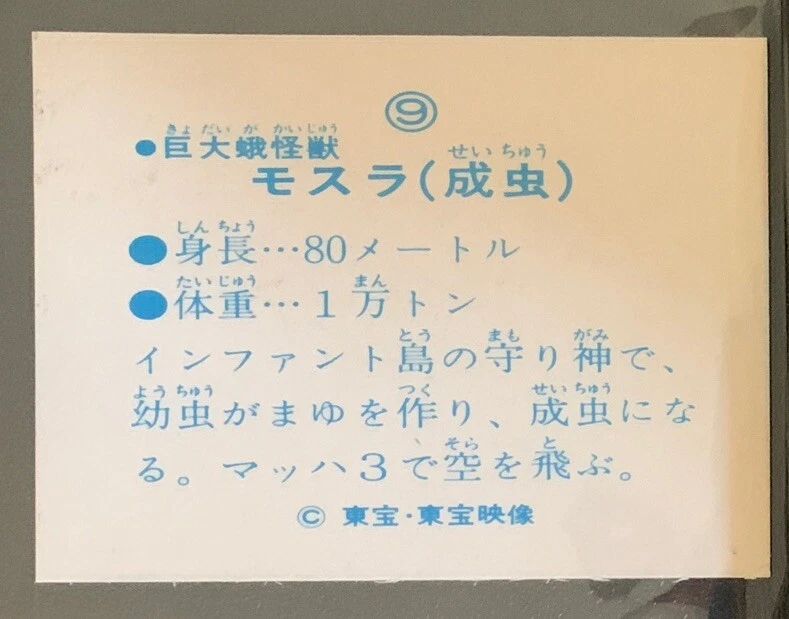 ⑨
●巨大蛾怪獣
モスラ(成虫)
●身長…80メートル
●体重…1万トン
インファント島の守り神で、
幼虫がまゆを作り、成虫にな
る。マッハ3で空を飛ぶ。
© 東宝・東宝映像